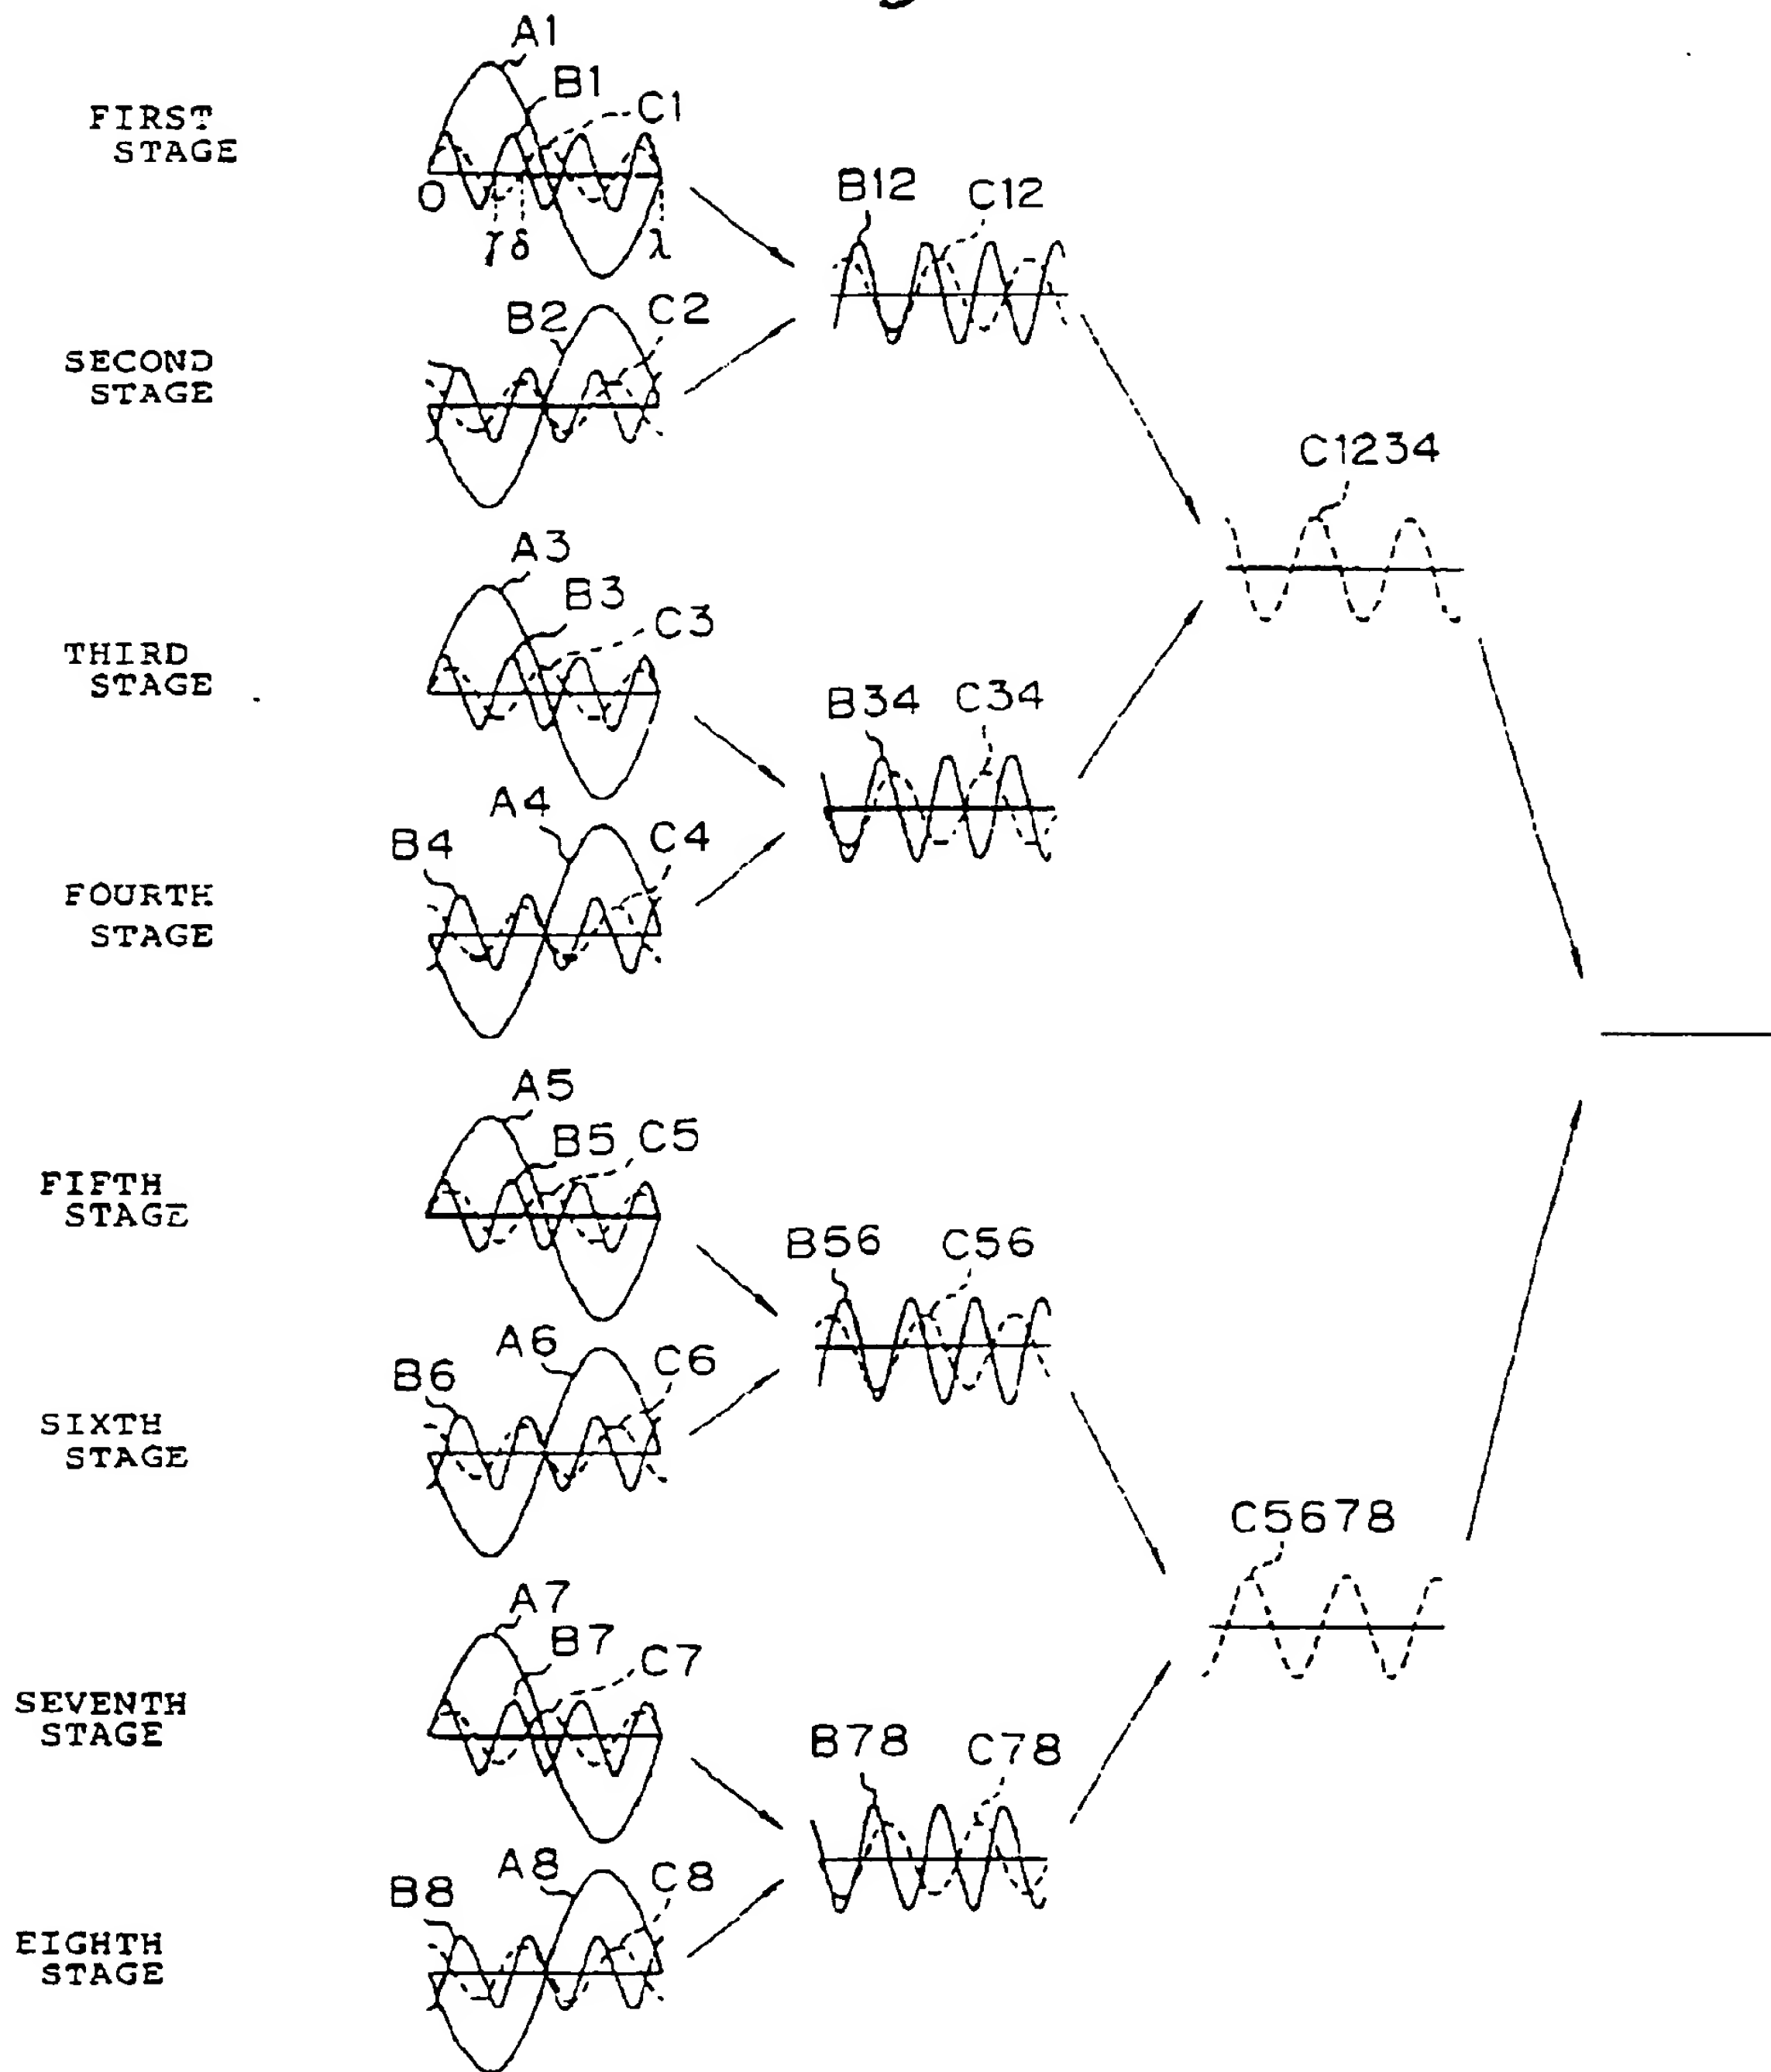 A1
B1
C1
FIRST
STAGE
O
γ δ
λ
B12
C12
B2
C2
SECOND
STAGE
C1234
A3
B3
C3
THIRD
STAGE
B34
C34
A4
B4
C4
FOURTH
STAGE
A5
B5
C5
FIFTH
STAGE
B56
C56
A6
B6
C6
SIXTH
STAGE
C5678
A7
B7
C7
SEVENTH
STAGE
B78
C78
A8
B8
C8
EIGHTH
STAGE